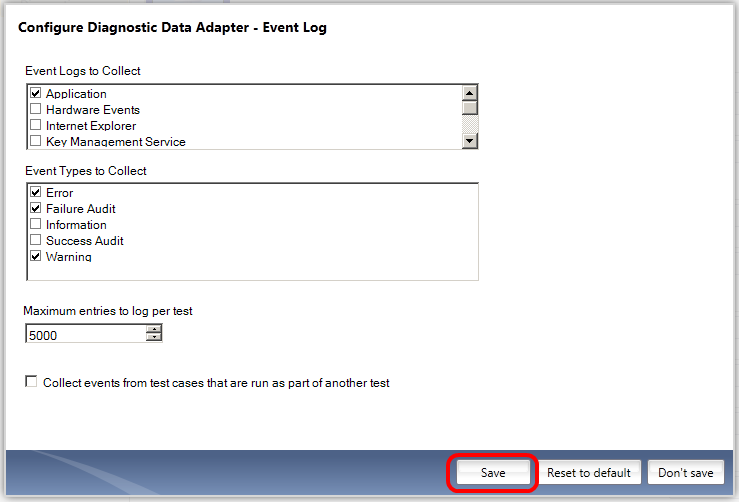 Configure Diagnostic Data Adapter - Event Log
Event Logs to Collect
Application
Hardware Events
Internet Explorer
Key Management Service
Event Types to Collect
Error
Failure Audit
Information
Success Audit
Warning
Maximum entries to log per test
5000
Collect events from test cases that are run as part of another test
Save Reset to default Don't save